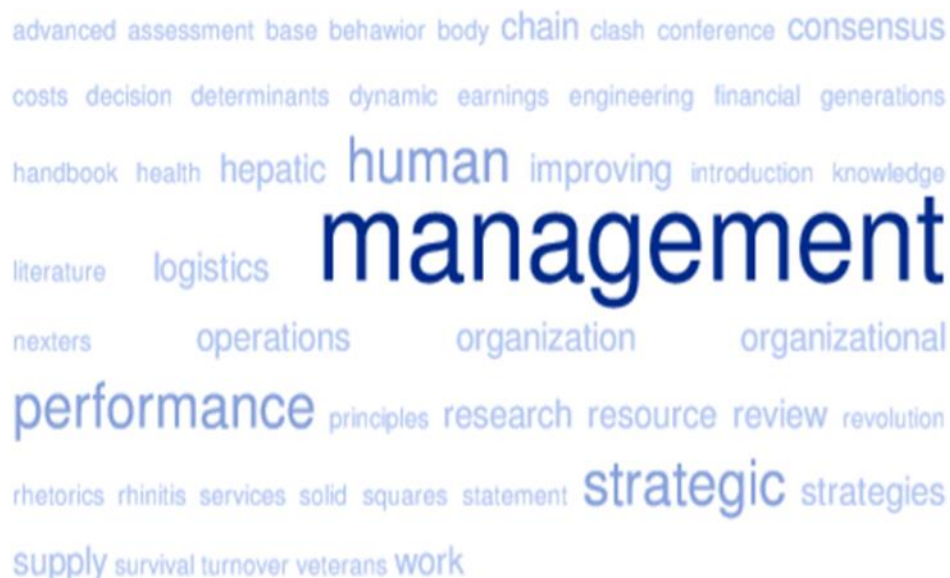 advanced assessment base behawior body chain clash conference consensus
costs decision determinants dynamic earnings engineering financial generations
handbook health hepatic human improving introduction knowledge
literature logistics management
nexters operations organization organizational
performance principles research resource review revolution
rhetorics rhinitis services solid squares statement strategic strategies
supply survival turnover veterans work